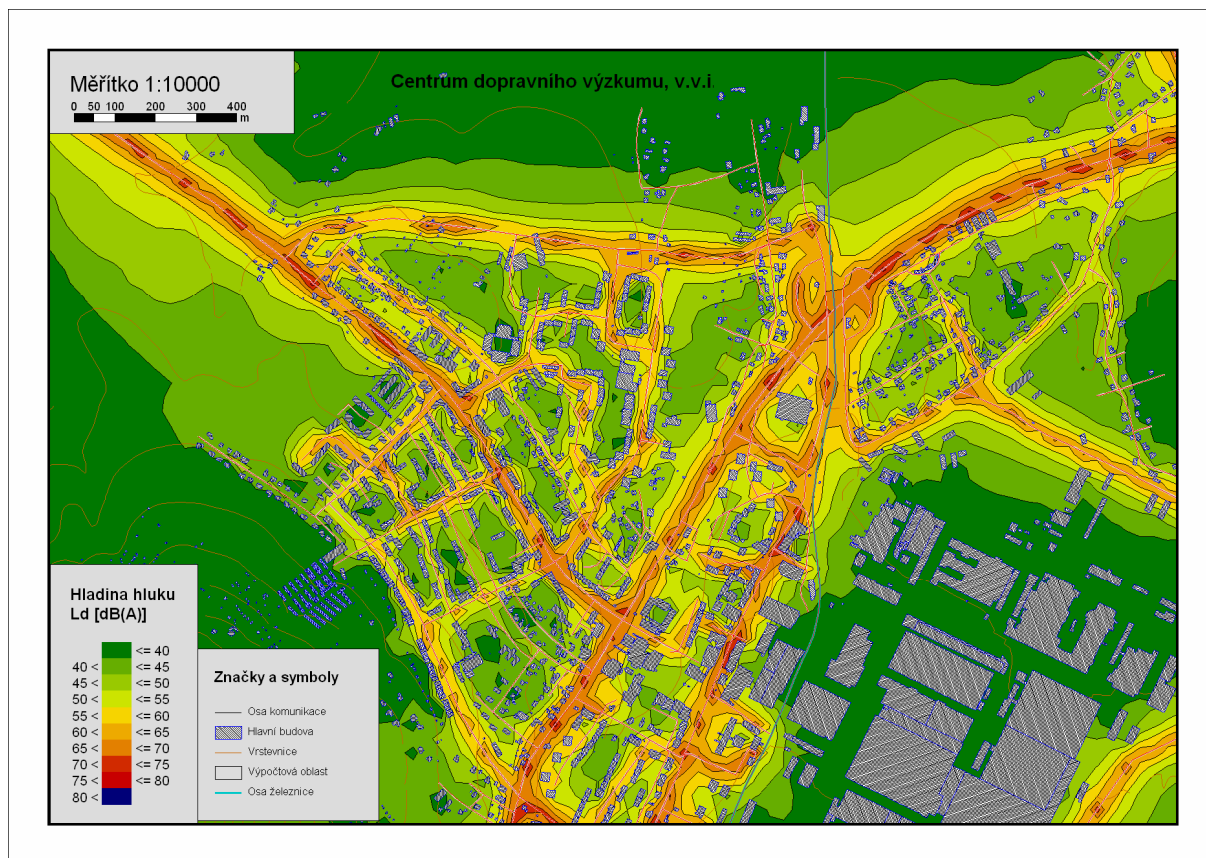 Měřítko 1:10000
0 50 100 200 300 400
m
Centrum dopravního výzkumu, v.v.i.
Hladina hluku
Ld [dB(A)]
<= 40
40 < <= 45
45 < <= 50
50 < <= 55
55 < <= 60
60 < <= 65
65 < <= 70
70 < <= 75
75 < <= 80
80 <
Značky a symboly
Osa komunikace
Hlavní budova
Vrstevnice
Výpočtová oblast
Osa železnice